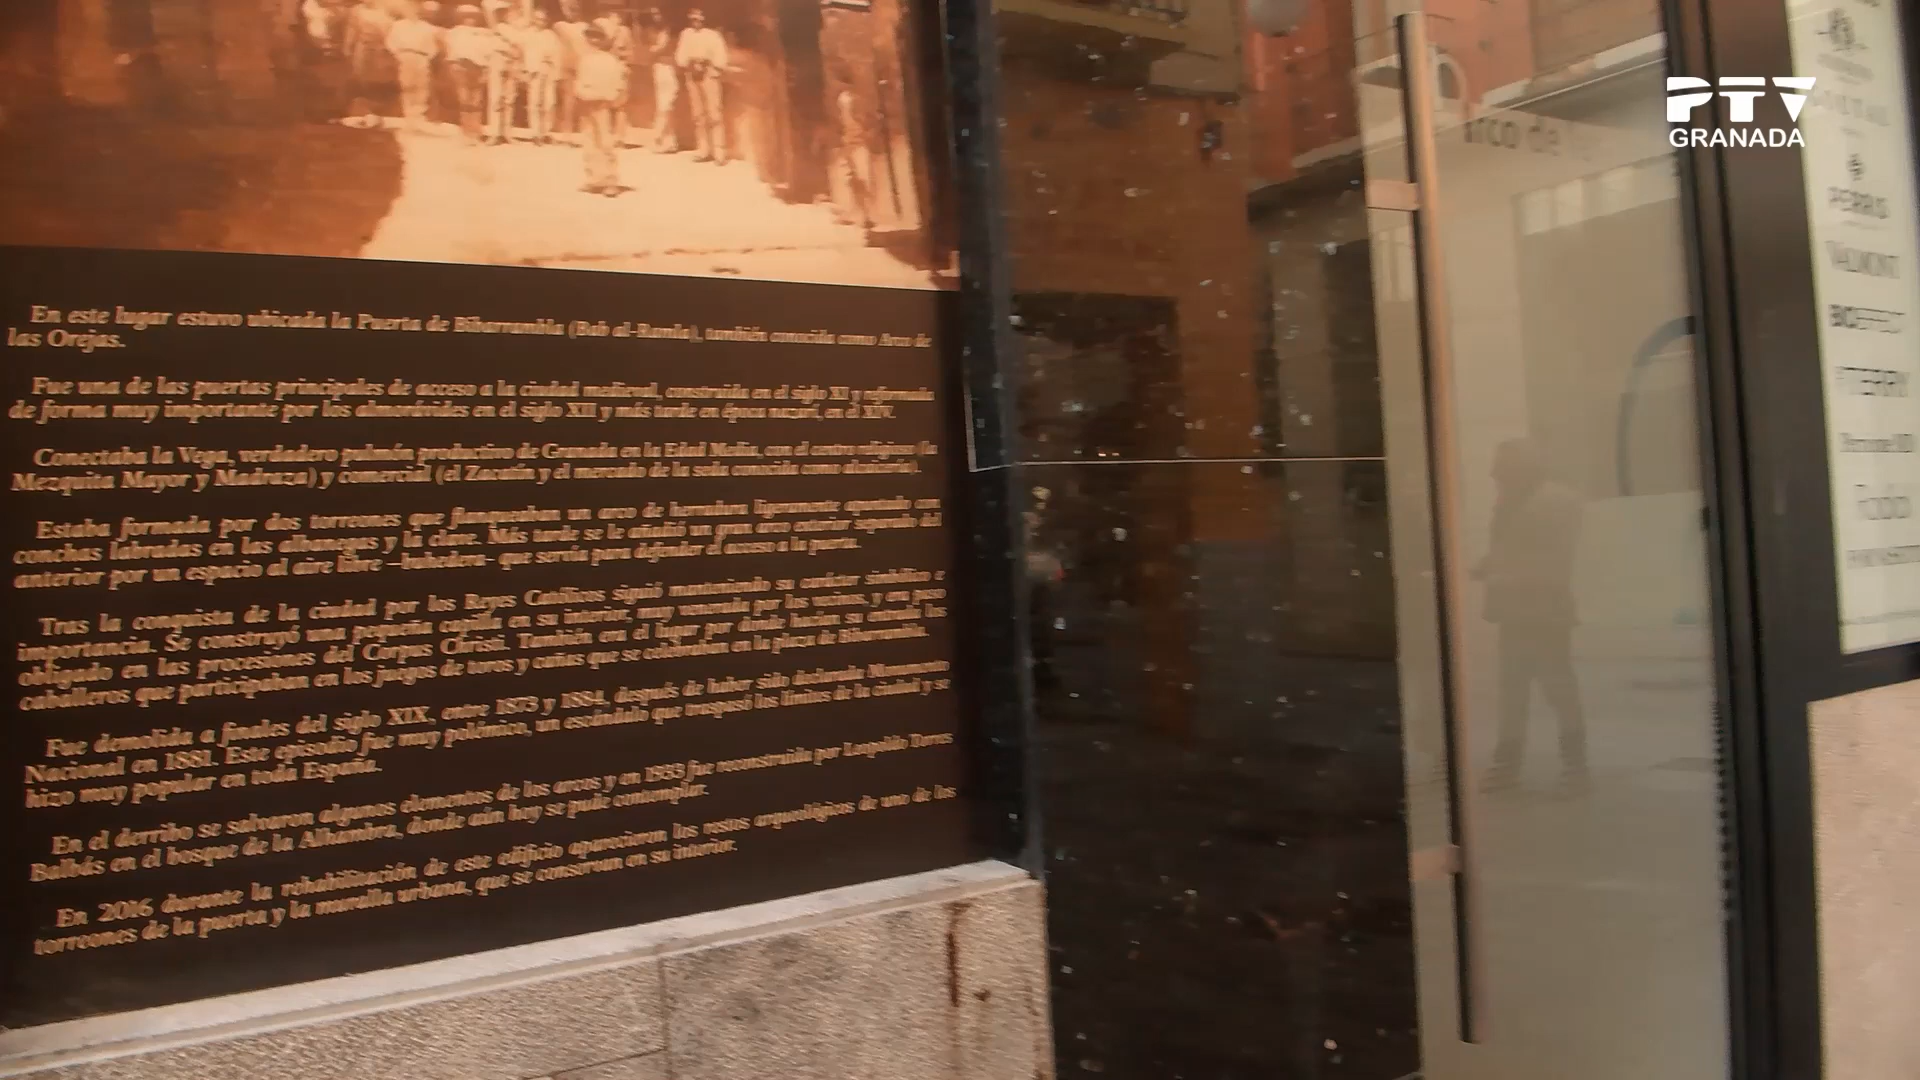 PTV
GRANADA
arco de
En este lugar estuvo ubicada la Puerta de Bibarrambla (Bab al-Ramla), también conocida como Arco de
las Orejas.
Fue una de las puertas principales de acceso a la ciudad medieval, construida en el siglo XI y reformada
de forma muy importante por los almorávides en el siglo XII y más tarde en época nazarí, en el XIV.
Conectaba la Vega, verdadero pulmón productivo de Granada en la Edad Media, con el centro religioso (la
Mezquita Mayor y Madraza) y comercial (el Zacatín y el mercado de la seda conocida como alcaicería).
Estaba formada por dos torreones que flanqueaban un arco de herradura ligeramente apuntado con
conchas labradas en las albanegas y la clave. Más tarde se le añadió un gran arco exterior separado del
anterior por un espacio al aire libre –buhedera– que servía para defender el acceso a la puerta.
Tras la conquista de la ciudad por los Reyes Católicos siguió manteniendo su carácter simbólico e
importancia. Se construyó una pequeña capilla en su interior, muy venerada por los vecinos, y era paso
obligado en las procesiones del Corpus Christi. También en el lugar por donde hacían su entrada los
caballeros que participaban en los juegos de toros y cañas que se celebraban en la plaza de Bibarrambla.
Fue demolida a finales del siglo XIX, entre 1873 y 1884, después de haber sido declarada Monumento
Nacional en 1881. Este episodio fue muy polémico, un escándalo que traspasó los límites de la ciudad y se
hizo muy popular en toda España.
En el derribo se salvaron algunos elementos de los arcos y en 1933 fue reconstruida por Leopoldo Torres
Balbás en el bosque de la Alhambra, donde aún hoy se pude contemplar.
En 2016 durante la rehabilitación de este edificio aparecieron los restos arqueológicos de uno de los
torreones de la puerta y la muralla urbana, que se conservan en su interior.
VALMONT